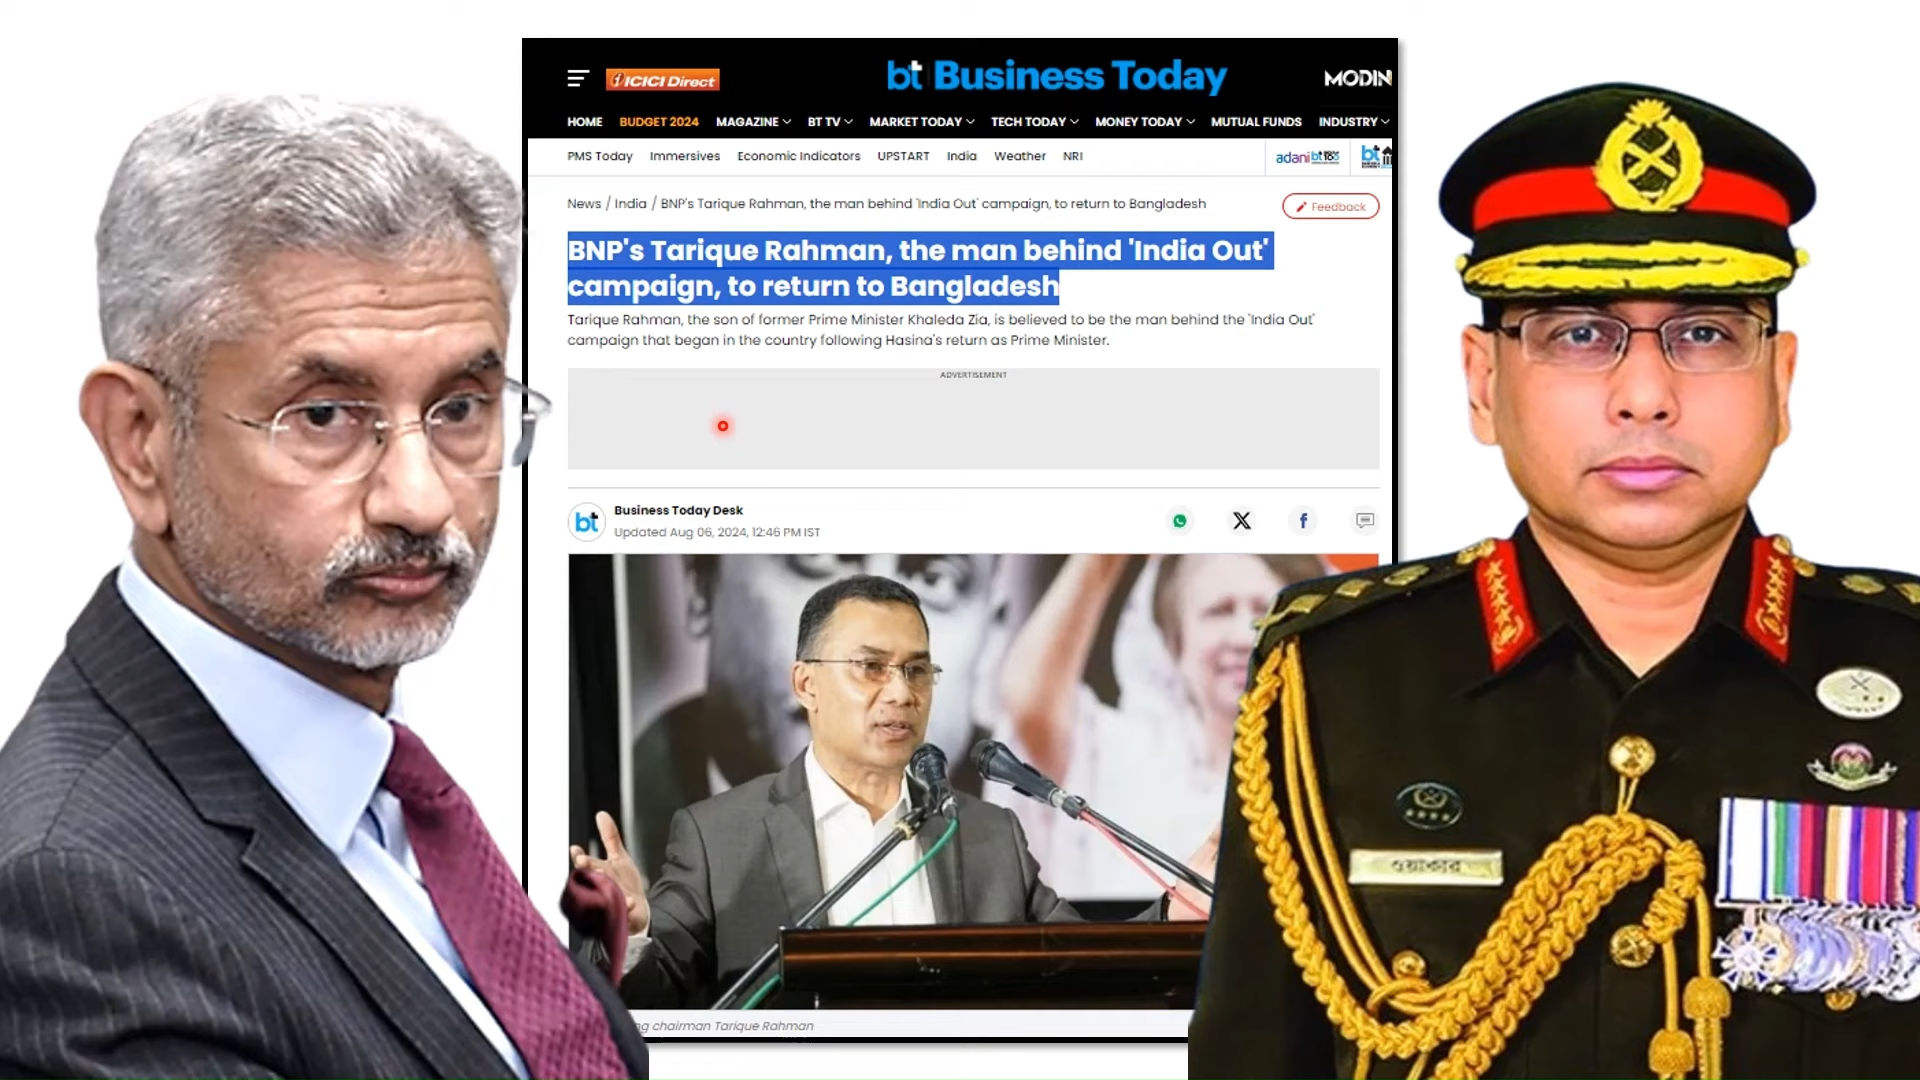 ICICI Direct
bt Business Today
MODIN
HOME BUDGET 2024 MAGAZINE BT TV MARKET TODAY TECH TODAY MONEY TODAY MUTUAL FUNDS INDUSTRY
PMS Today Immersives Economic Indicators UPSTART India Weather NRI
adani bt
News / India / BNP's Tarique Rahman, the man behind 'India Out' campaign, to return to Bangladesh
Feedback
BNP's Tarique Rahman, the man behind 'India Out'
campaign, to return to Bangladesh
Tarique Rahman, the son of former Prime Minister Khaleda Zia, is believed to be the man behind the 'India Out'
campaign that began in the country following Hasina's return as Prime Minister.
ADVERTISEMENT
bt
Business Today Desk
Updated Aug 06, 2024, 12:46 PM IST
ng chairman Tarique Rahman
ওয়াকার